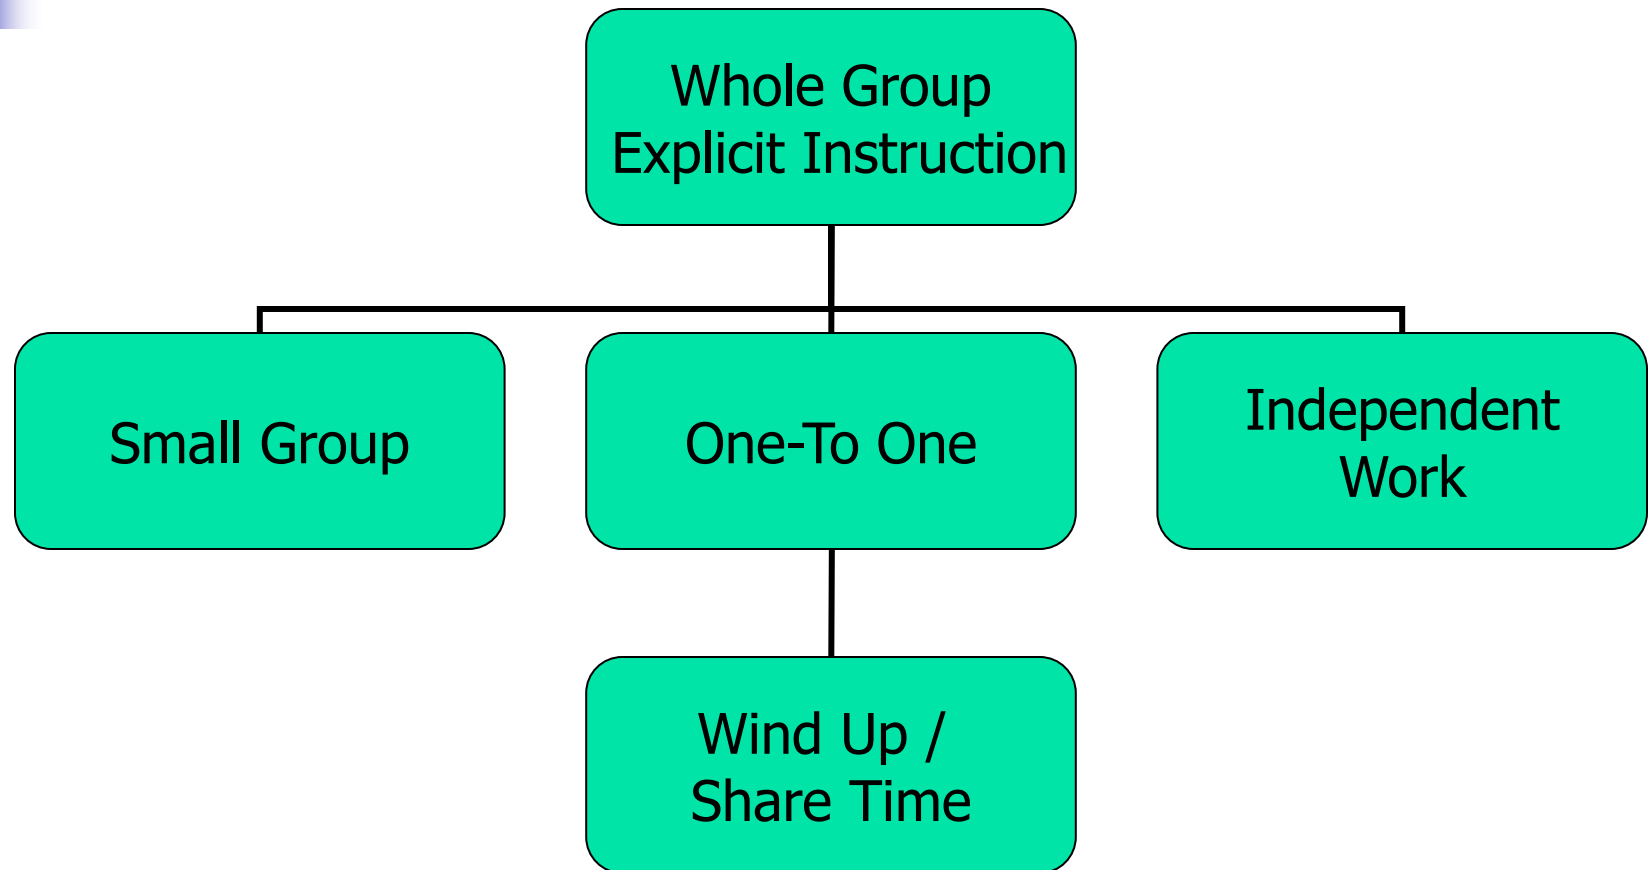 Whole Group
Explicit Instruction
Small Group
One-To One
Independent
Work
Wind Up /
Share Time